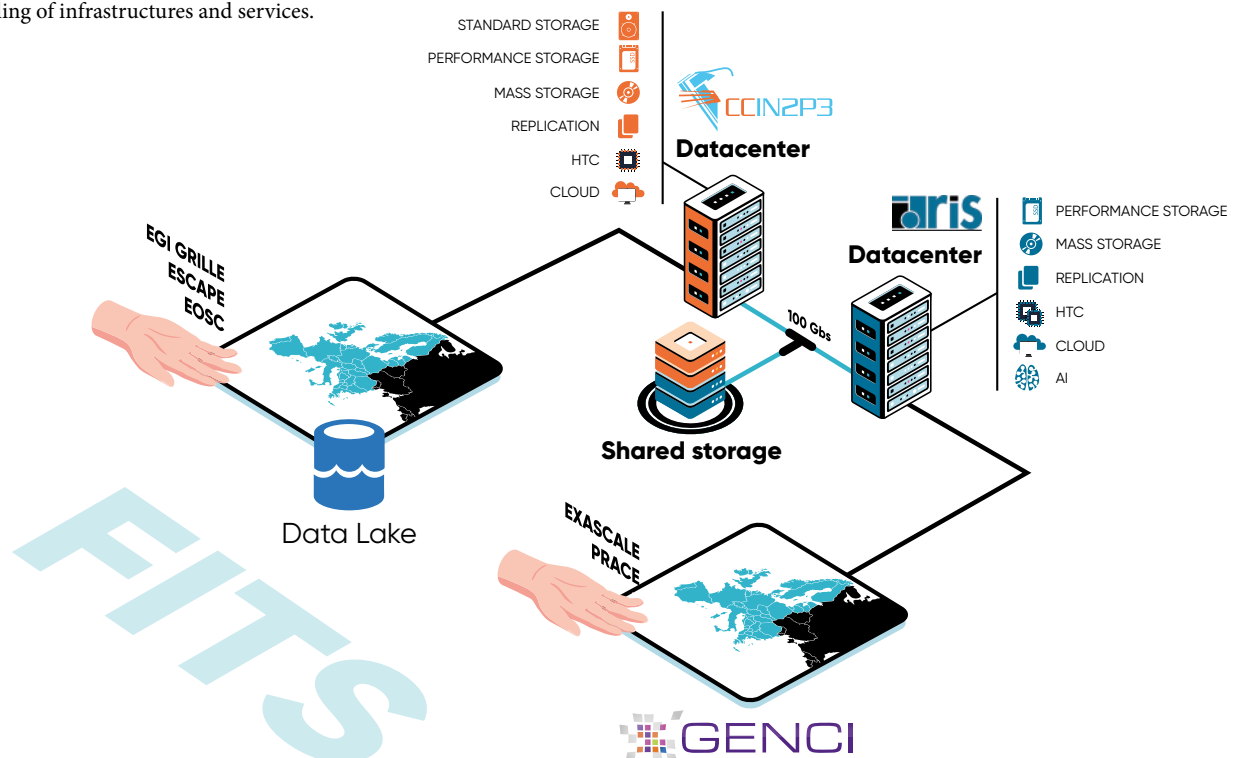 ling of infrastructures and services.
STANDARD STORAGE
PERFORMANCE STORAGE
MASS STORAGE
REPLICATION
HTC
CLOUD
CCIN2P3
Datacenter
idris
Datacenter
PERFORMANCE STORAGE
MASS STORAGE
REPLICATION
HTC
CLOUD
AI
EGI GRILLE
ESCAPE
EOSC
100 Gbs
Shared storage
Data Lake
EXASCALE
PRACE
FITS
GENCI